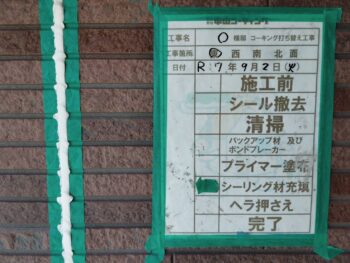 工事名 〇 様邸 コーキング打ち替え工事
工事箇所 東西南北面
日付 R7年9月2日(火)
施工前
シール撤去
清掃
バックアップ材 及び
ボンドブレーカー
プライマー塗布
シーリング材充填
ヘラ押さえ
完了